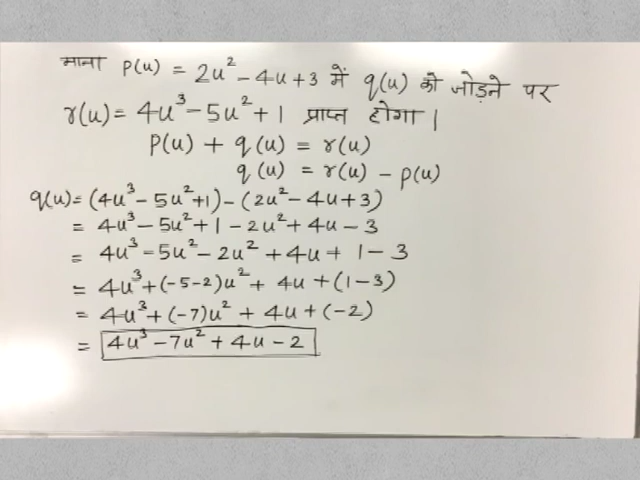 माना p(u) = 2u² - 4u + 3 में q(u) को जोड़ने पर
r(u) = 4u³ - 5u² + 1 प्राप्त होगा |
p(u) + q(u) = r(u)
q(u) = r(u) - p(u)
q(u) = (4u³ - 5u² + 1) - (2u² - 4u + 3)
= 4u³ - 5u² + 1 - 2u² + 4u - 3
= 4u³ - 5u² - 2u² + 4u + 1 - 3
= 4u³ + (-5-2)u² + 4u + (1-3)
= 4u³ + (-7)u² + 4u + (-2)
= 4u³ - 7u² + 4u - 2